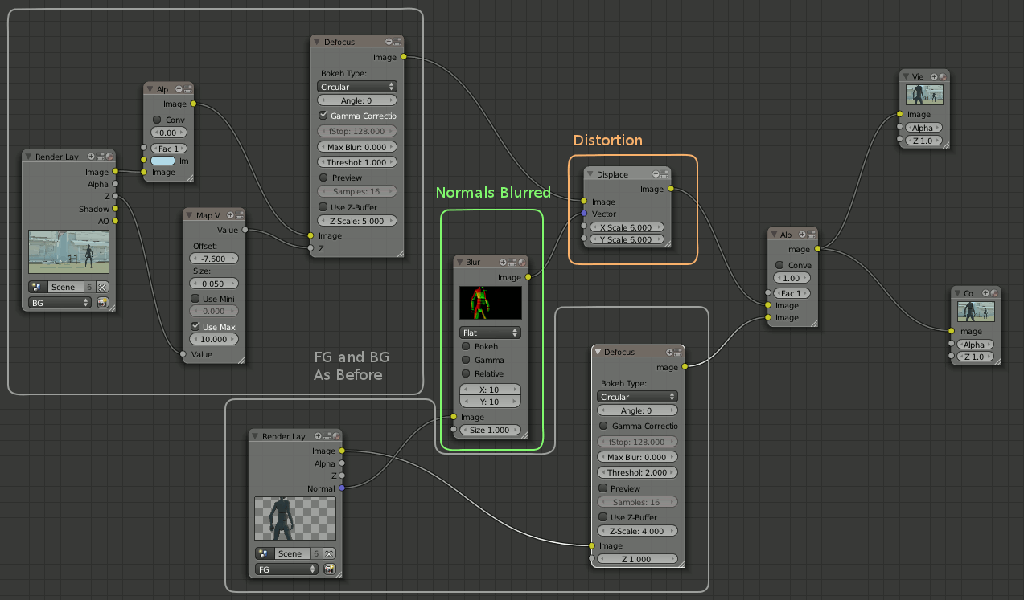 Render Lay
Image
Alpha
Z
Shadow
AO
Scene
5
BG
Alp
Image
Conv
0.00
Fac 1
Im
Image
Map V
Value
Offset:
-7.500
Size:
0.050
Use Mini
0.000
Use Max
10.000
Value
Defocus
Image
Bokeh Type:
Circular
Angle: 0
Gamma Correctio
fStop: 128.000
Max Blur: 0.000
Threshol: 1.000
Preview
Samples: 16
Use Z-Buffer
Z-Scale: 5.000
Image
Z
FG and BG
As Before
Normals Blurred
Blur
Image
Flat
Bokeh
Gamma
Relative
X: 10
Y: 10
Image
Size 1.000
Distortion
Displace
Image
Image
Vector
X Scale 6.000
Y Scale 6.000
Render Lay
Image
Alpha
Z
Normal
Scene
5
FG
Defocus
mage
Bokeh Type:
Circular
Angle: 0
Gamma Correctio
fStop: 128.000
Max Blur: 0.000
Threshol: 2.000
Preview
Samples: 16
Use Z-Buffer
Z-Scale: 4.000
Image
Z 1.000
Alp
mage
Conve
1.00
Fac 1
Image
Image
Vie
Image
Alpha
Z 1.0
Co
mage
Alpha
Z 1.0